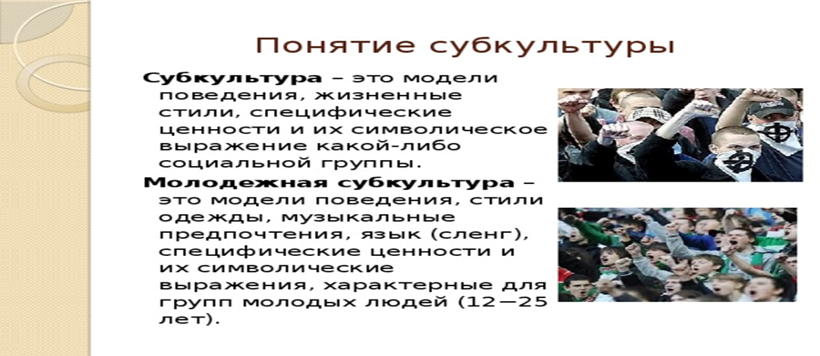 Понятие субкультуры
Субкультура – это модели
поведения, жизненные
стили, специфические
ценности и их символическое
выражение какой-либо
социальной группы.
Молодежная субкультура –
это модели поведения, стили
одежды, музыкальные
предпочтения, язык (сленг),
специфические ценности и
их символические
выражения, характерные для
групп молодых людей (12—25
лет).